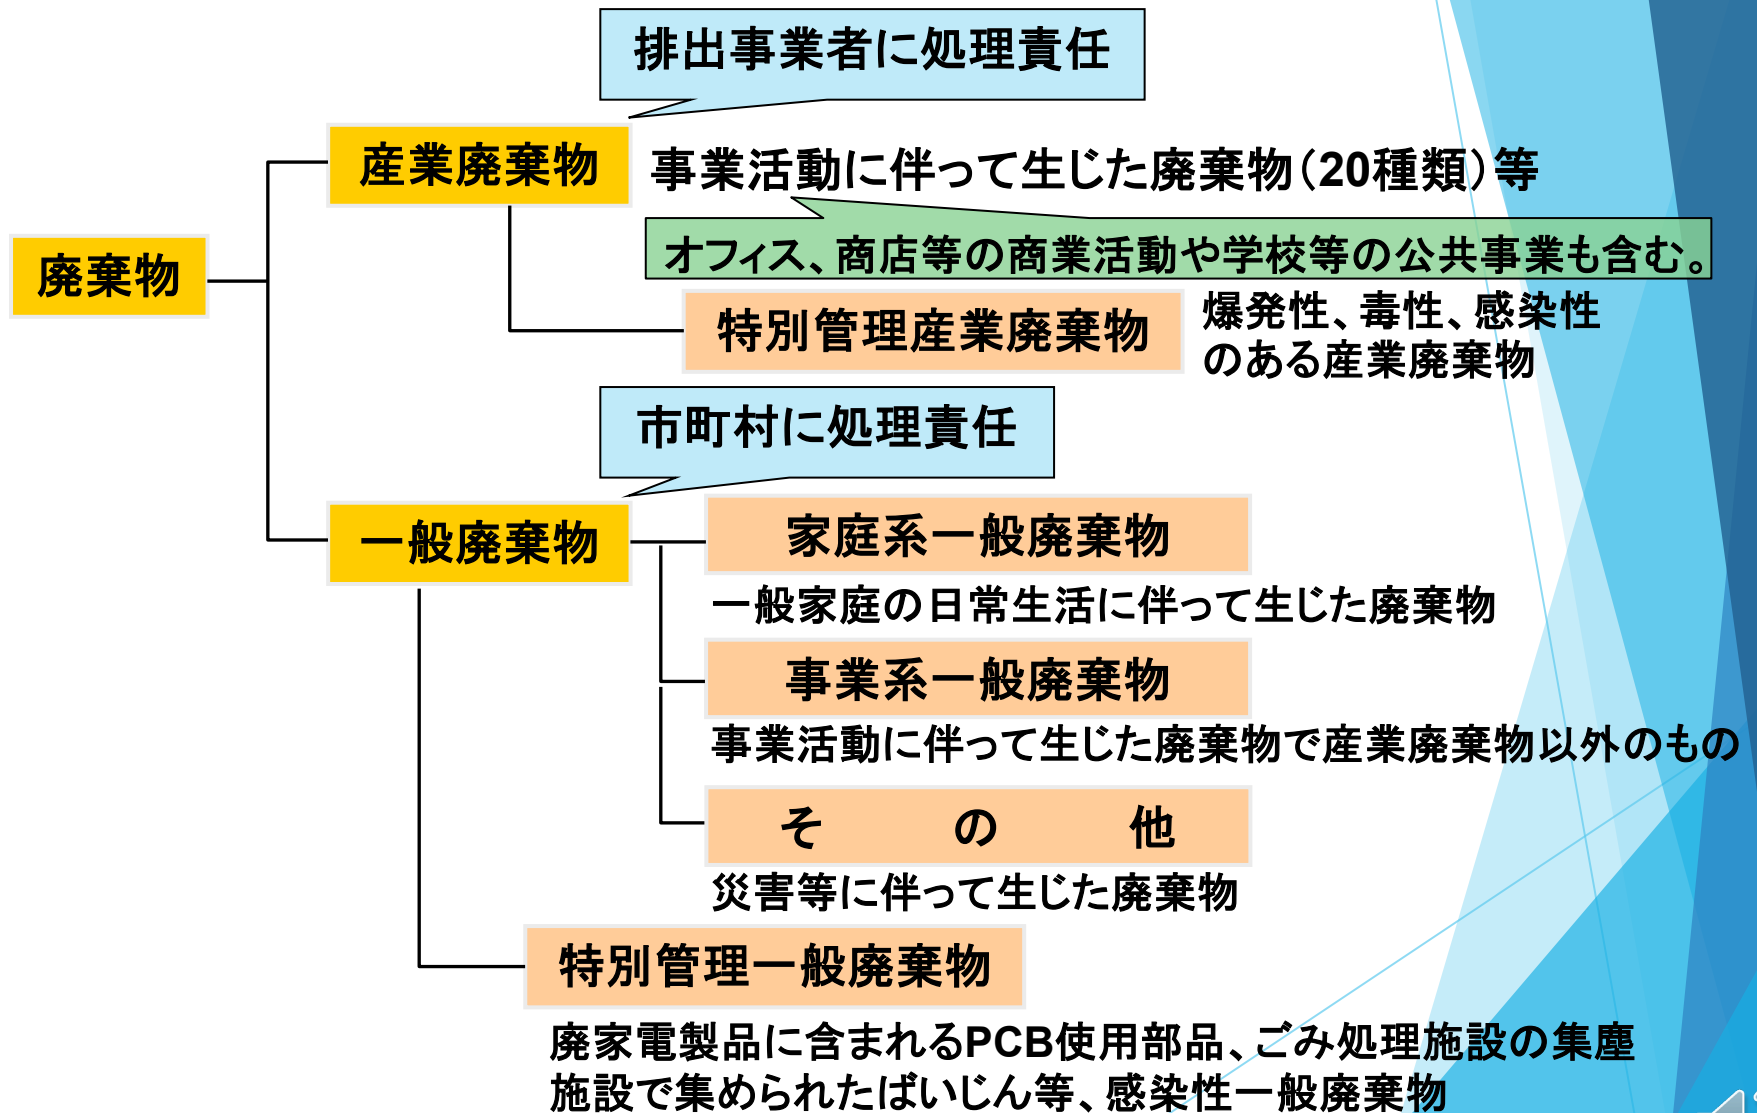 排出事業者に処理責任
産業廃棄物
事業活動に伴って生じた廃棄物（20種類）等
オフィス、商店等の商業活動や学校等の公共事業も含む。
廃棄物
特別管理産業廃棄物
爆発性、毒性、感染性
のある産業廃棄物
市町村に処理責任
一般廃棄物
家庭系一般廃棄物
一般家庭の日常生活に伴って生じた廃棄物
事業系一般廃棄物
事業活動に伴って生じた廃棄物で産業廃棄物以外のもの
その他
災害等に伴って生じた廃棄物
特別管理一般廃棄物
廃家電製品に含まれるPCB使用部品、ごみ処理施設の集塵
施設で集められたばいじん等、感染性一般廃棄物